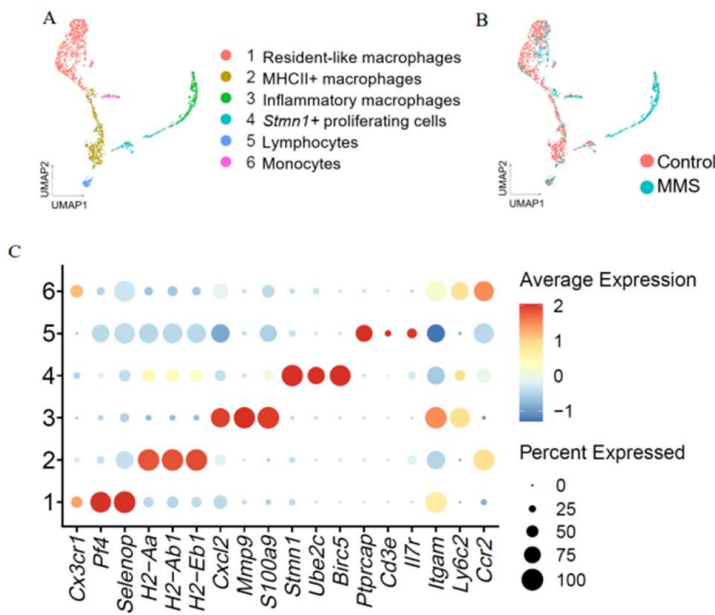 A
1 Resident-like macrophages
2 MHCII+ macrophages
3 Inflammatory macrophages
4 Stmn1+ proliferating cells
5 Lymphocytes
6 Monocytes
UMAP2
UMAP1
B
Control
MMS
UMAP2
UMAP1
C
6
5
4
3
2
1
Cx3cr1
Pf4
Selenop
H2-Aa
H2-Ab1
H2-Eb1
Cxcl2
Mmp9
S100a9
Stmn1
Ube2c
Birc5
Ptprcap
Cd3e
Il7r
Itgam
Ly6c2
Ccr2
Average Expression
2
1
0
−1
Percent Expressed
0
25
50
75
100